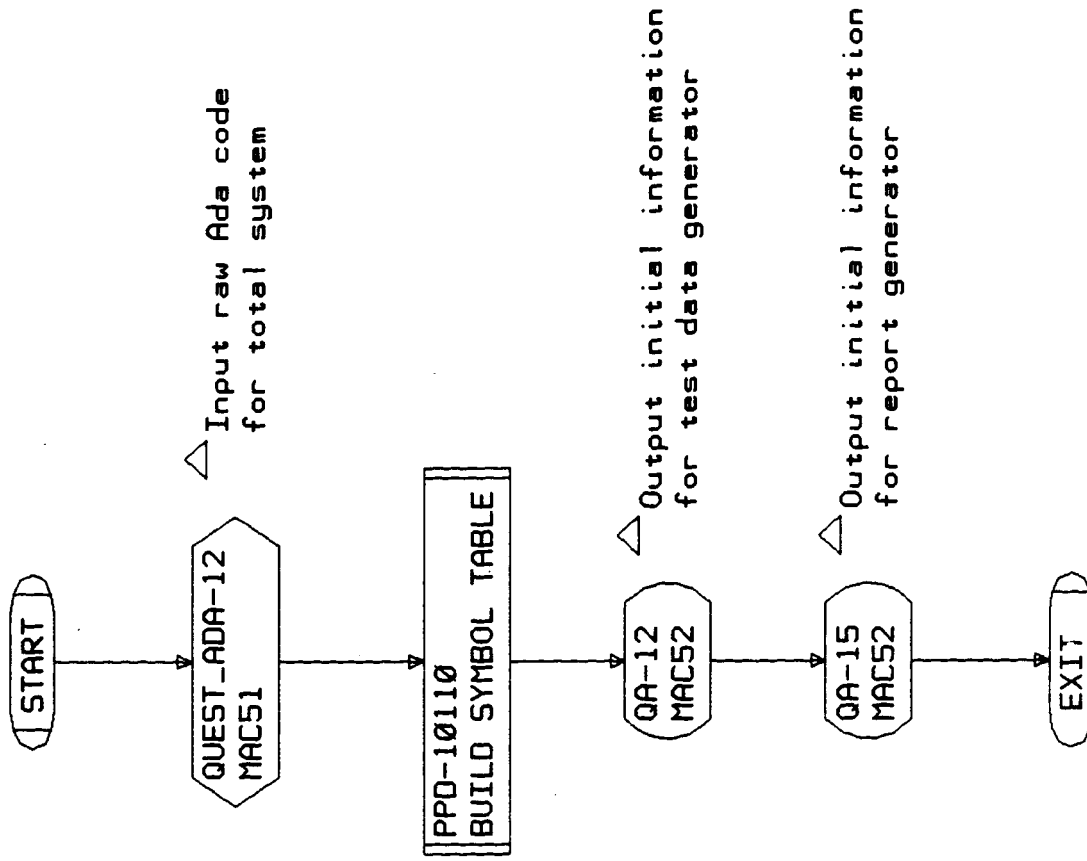 START
QUEST_ADA-12
MAC51
Input raw Ada code
for total system
PPD-10110
BUILD SYMBOL TABLE
QA-12
MAC52
Output initial information
for test data generator
QA-15
MAC52
Output initial information
for report generator
EXIT